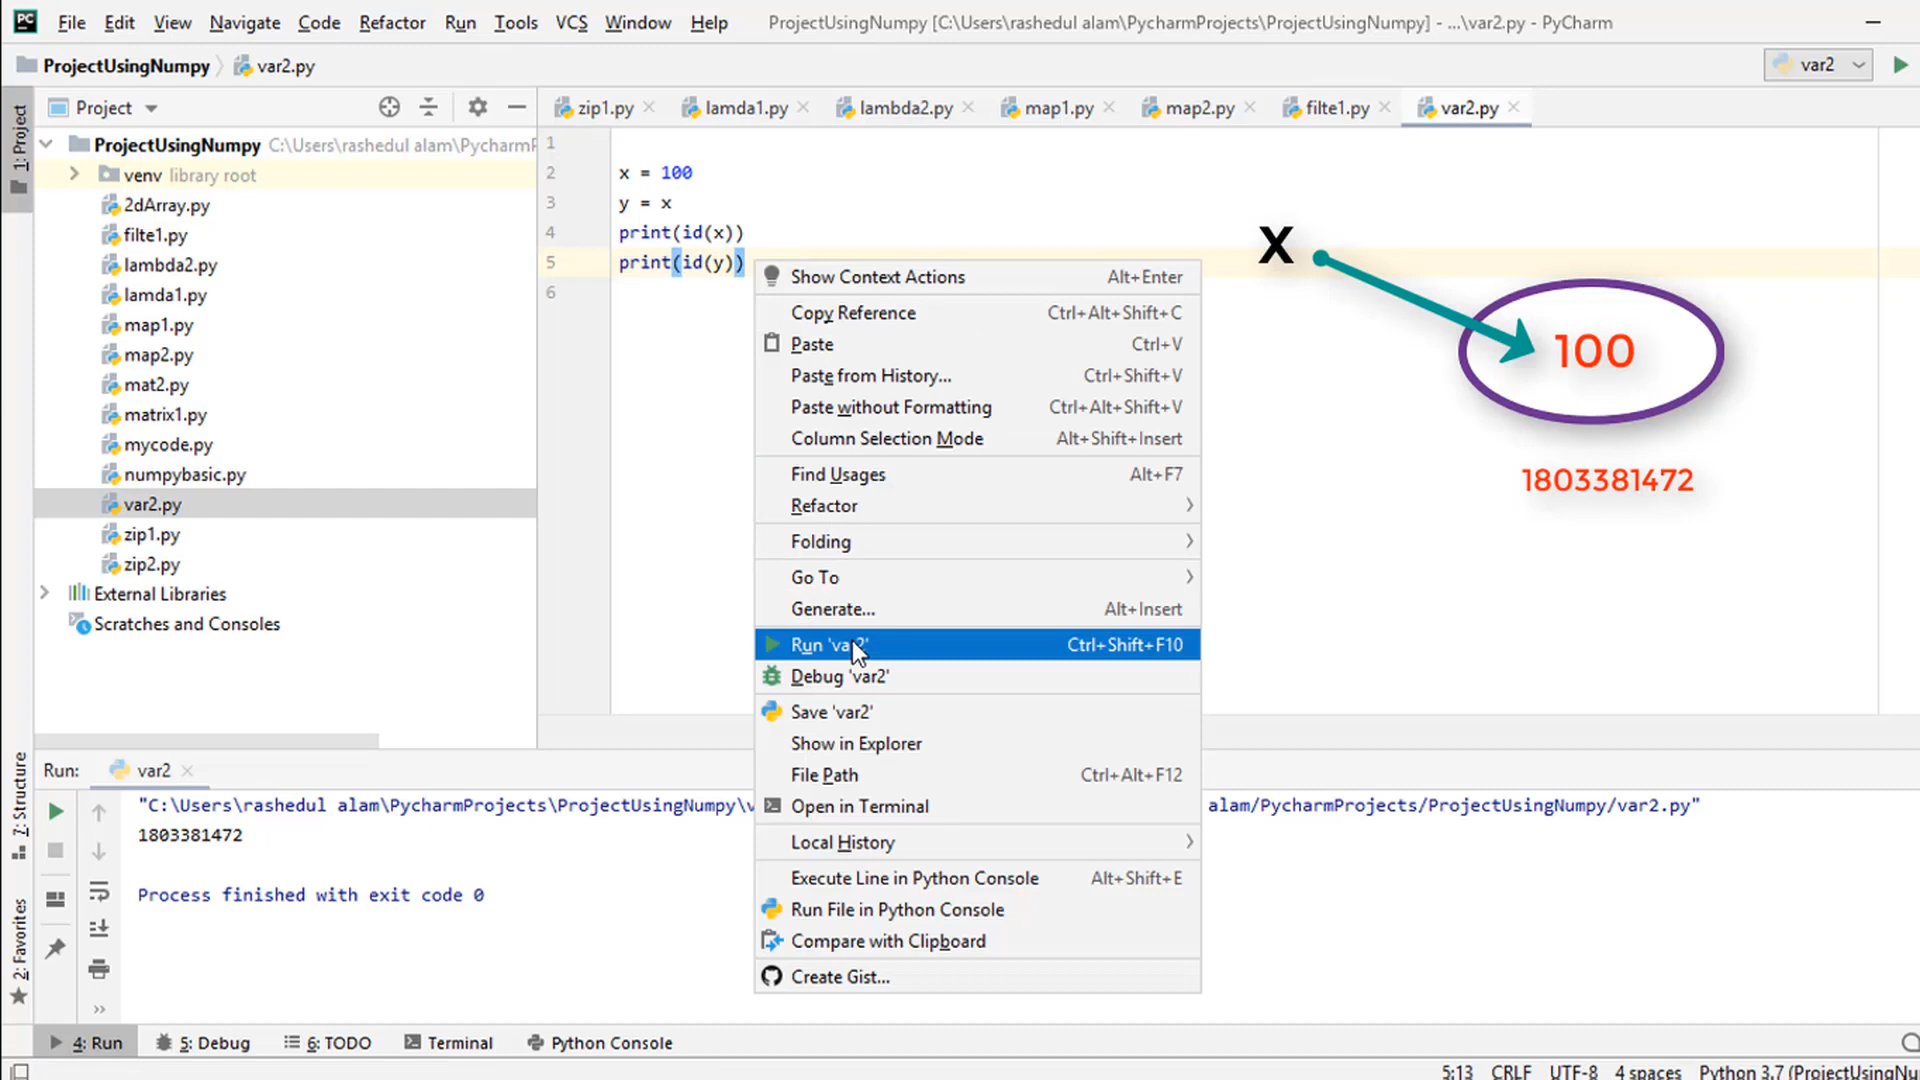 PC File Edit View Navigate Code Refactor Run Tools VCS Window Help ProjectUsingNumpy [C:\Users\rashedul alam\PycharmProjects\ProjectUsingNumpy] - ...\var2.py - PyCharm
ProjectUsingNumpy var2.py var2
1: Project
Project
zip1.py lamda1.py lambda2.py map1.py map2.py filte1.py var2.py
ProjectUsingNumpy C:\Users\rashedul alam\PycharmP
venv library root
2dArray.py
filte1.py
lambda2.py
lamda1.py
map1.py
map2.py
mat2.py
matrix1.py
mycode.py
numpybasic.py
var2.py
zip1.py
zip2.py
External Libraries
Scratches and Consoles
1
2 x = 100
3 y = x
4 print(id(x))
5 print(id(y))
6
Show Context Actions Alt+Enter
Copy Reference Ctrl+Alt+Shift+C
Paste Ctrl+V
Paste from History... Ctrl+Shift+V
Paste without Formatting Ctrl+Alt+Shift+V
Column Selection Mode Alt+Shift+Insert
Find Usages Alt+F7
Refactor
Folding
Go To
Generate... Alt+Insert
Run 'var2' Ctrl+Shift+F10
Debug 'var2'
Save 'var2'
Show in Explorer
File Path Ctrl+Alt+F12
Open in Terminal
Local History
Execute Line in Python Console Alt+Shift+E
Run File in Python Console
Compare with Clipboard
Create Gist...
X
100
1803381472
7: Structure
2: Favorites
Run: var2
"C:\Users\rashedul alam\PycharmProjects\ProjectUsingNumpy\v alam/PycharmProjects/ProjectUsingNumpy/var2.py"
1803381472
Process finished with exit code 0
4: Run 5: Debug 6: TODO Terminal Python Console
5:13 CRLF UTF-8 4 spaces Python 3.7 (ProjectUsingNu